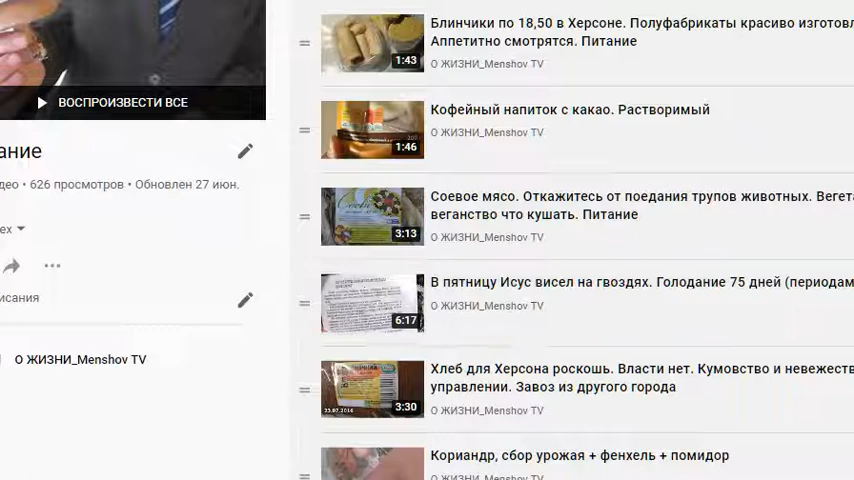 ВОСПРОИЗВЕСТИ ВСЕ
ание
део • 626 просмотров • Обновлен 27 июн.
ех
исания
О ЖИЗНИ_Menshov TV
Блинчики по 18,50 в Херсоне. Полуфабрикаты красиво изготовл
Аппетитно смотрятся. Питание
О ЖИЗНИ_Menshov TV
1:43
Кофейный напиток с какао. Растворимый
О ЖИЗНИ_Menshov TV
1:46
Соевое мясо. Откажитесь от поедания трупов животных. Вегета
веганство что кушать. Питание
О ЖИЗНИ_Menshov TV
3:13
В пятницу Исус висел на гвоздях. Голодание 75 дней (периодам
О ЖИЗНИ_Menshov TV
6:17
Хлеб для Херсона роскошь. Власти нет. Кумовство и невежеств
управлении. Завоз из другого города
О ЖИЗНИ_Menshov TV
3:30
Кориандр, сбор урожая + фенхель + помидор
О ЖИЗНИ_Menshov TV